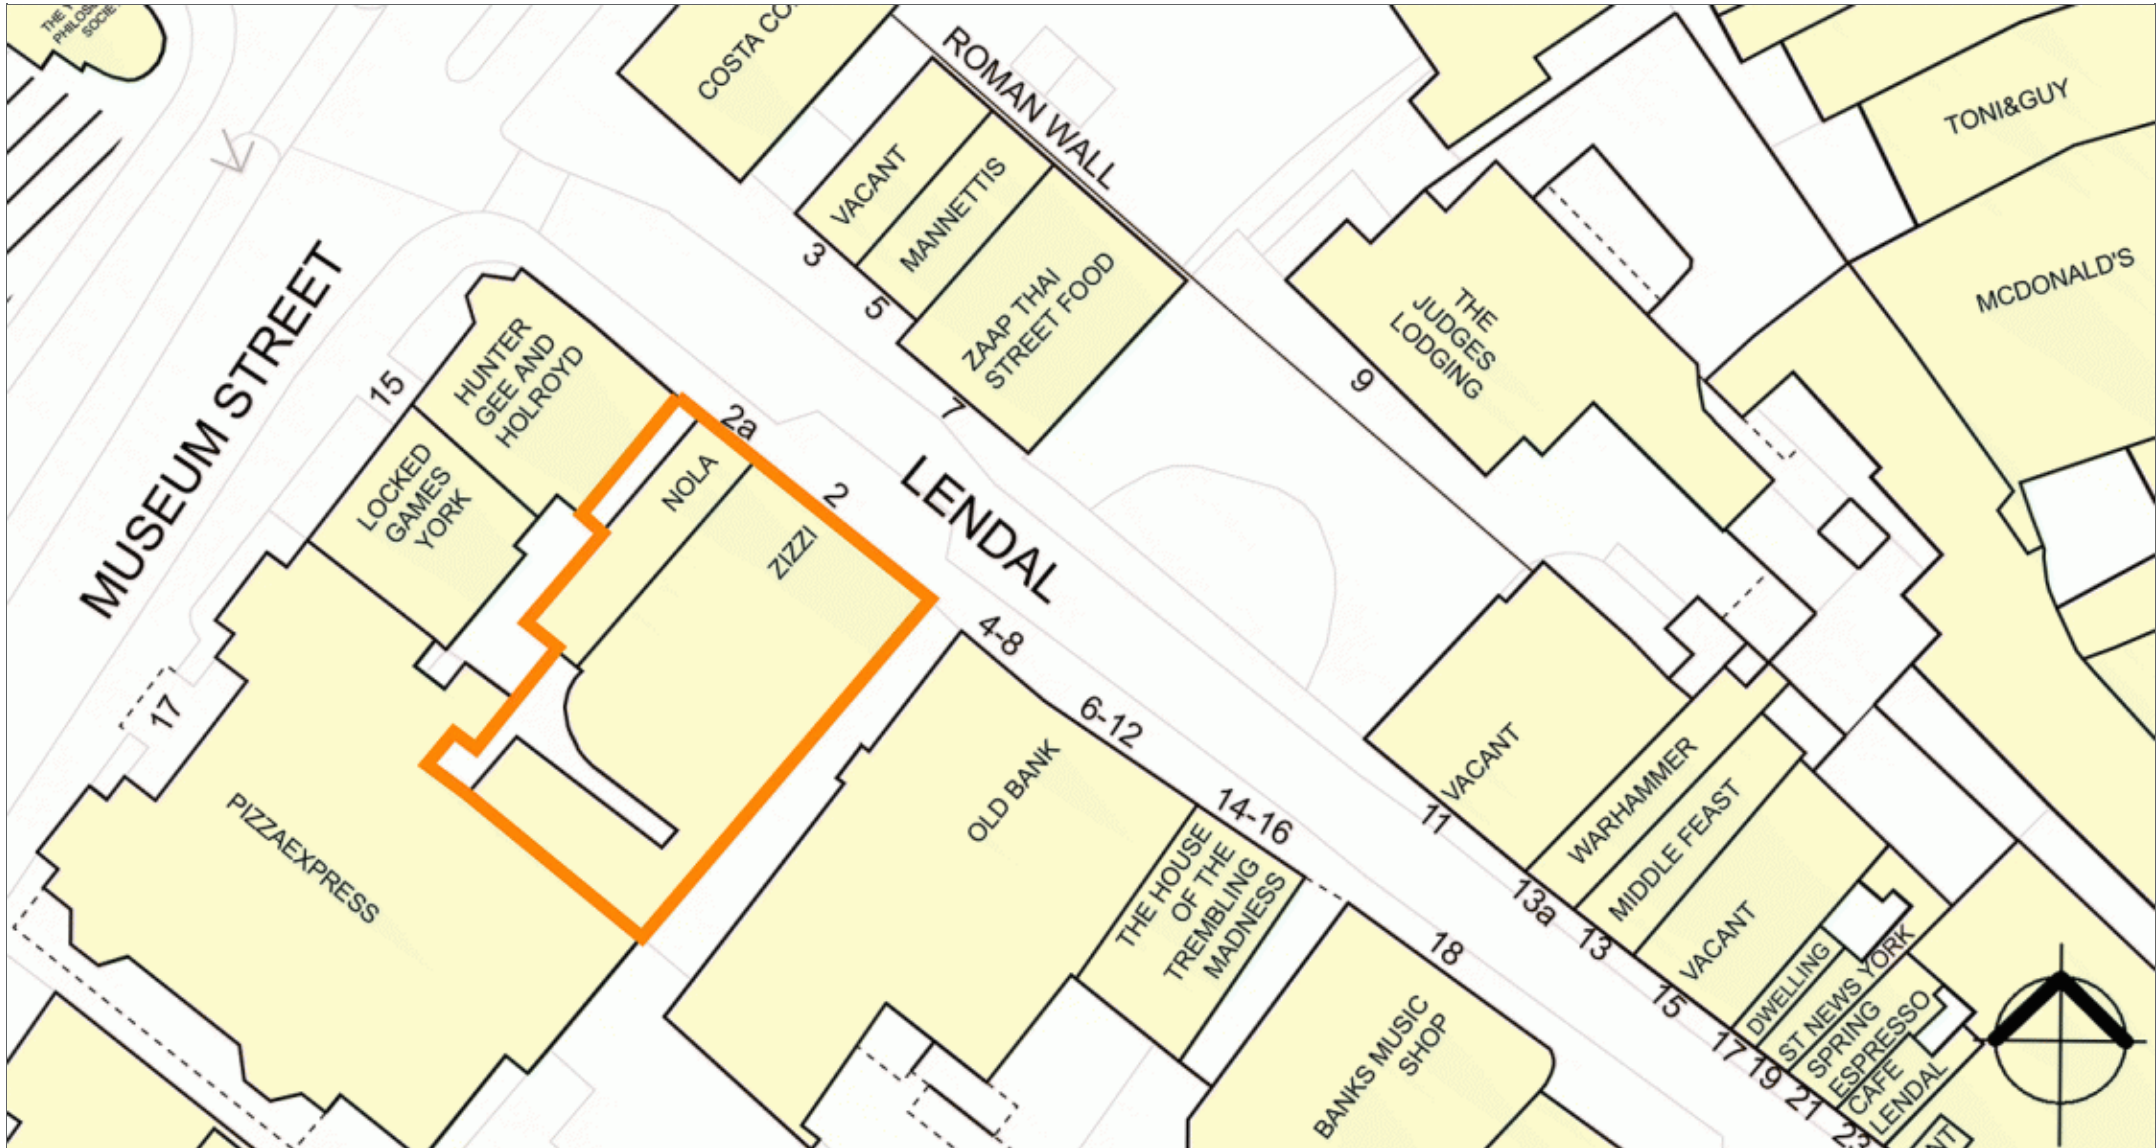 COSTA
ROMAN WALL
TONI&GUY
MCDONALD'S
VACANT
MANNETTIS
ZAAP THAI
STREET FOOD
3
5
7
THE
JUDGES
LODGING
9
MUSEUM STREET
HUNTER
GEE AND
HOLROYD
15
LOCKED
GAMES
YORK
2a
NOLA
2
ZIZZI
LENDAL
17
PIZZAEXPRESS
4-8
6-12
OLD BANK
14-16
THE HOUSE
OF THE
TREMBLING
MADNESS
18
BANKS MUSIC
SHOP
VACANT
WARHAMMER
MIDDLE FEAST
VACANT
DWELLING
ST NEWS YORK
SPRING
ESPRESSO
CAFE
LENDAL
11
13a
13
15
17
19
21
23